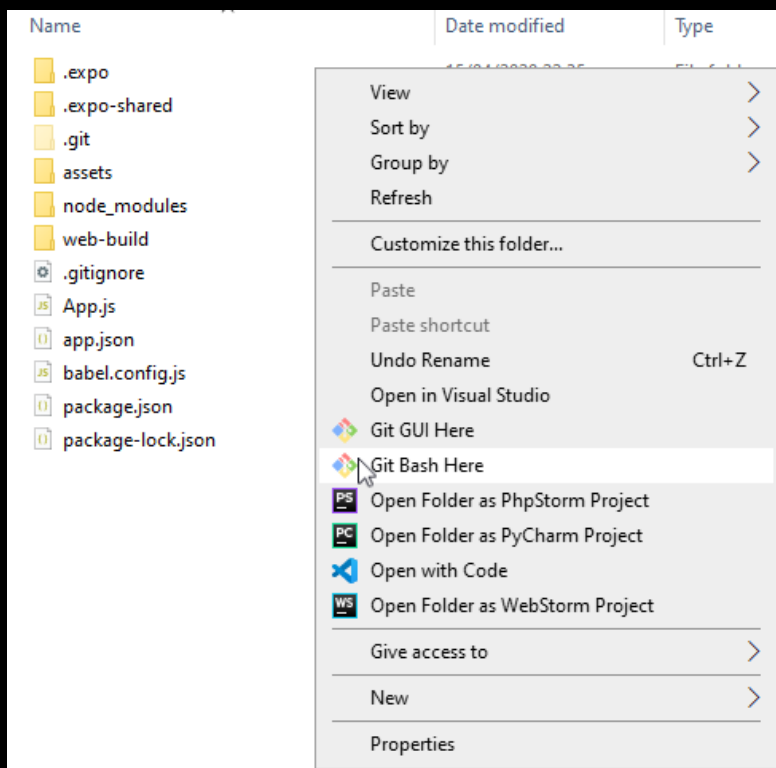 Name Date modified Type
.expo
.expo-shared
.git
assets
node_modules
web-build
.gitignore
App.js
app.json
babel.config.js
package.json
package-lock.json
View
Sort by
Group by
Refresh
Customize this folder...
Paste
Paste shortcut
Undo Rename Ctrl+Z
Open in Visual Studio
Git GUI Here
Git Bash Here
PS Open Folder as PhpStorm Project
PC Open Folder as PyCharm Project
Open with Code
WS Open Folder as WebStorm Project
Give access to
New
Properties